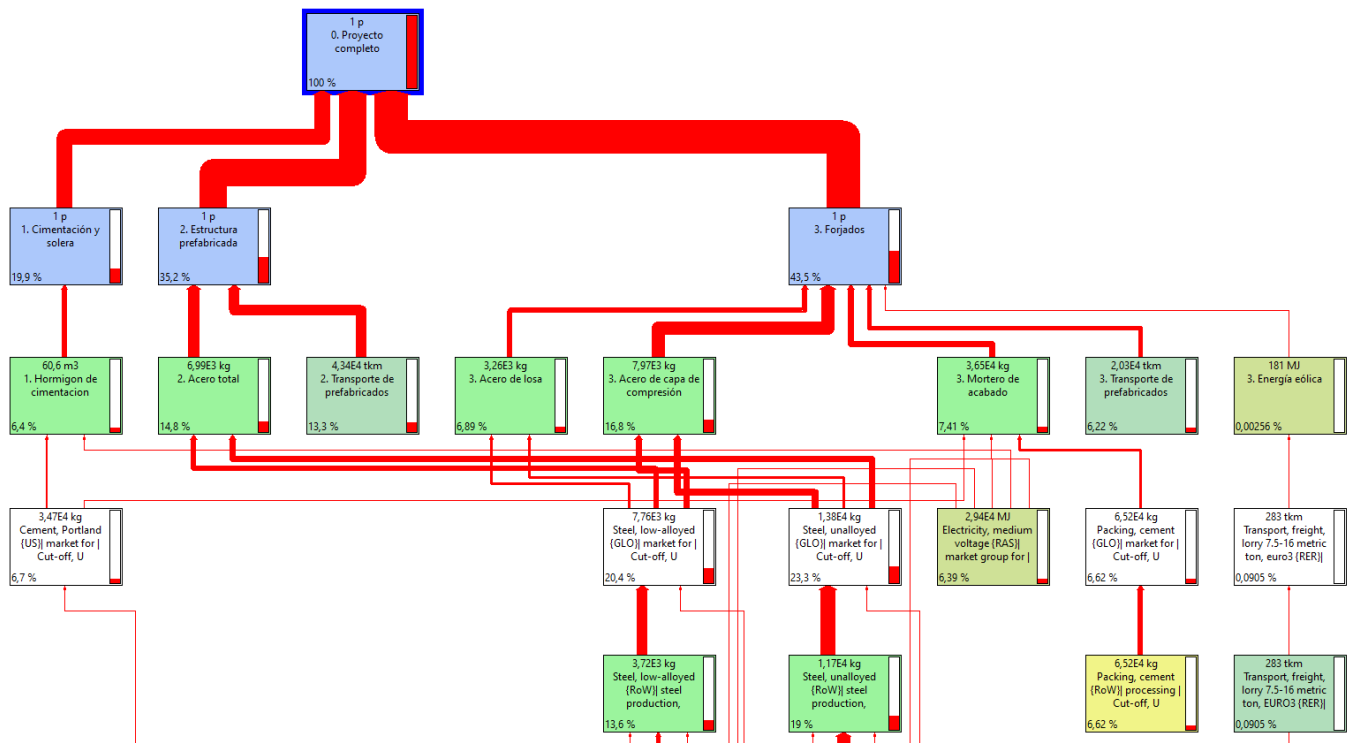 1 p
0. Proyecto
completo
100 %
1 p
1. Cimentación y
solera
19,9 %
1 p
2. Estructura
prefabricada
35,2 %
1 p
3. Forjados
43,5 %
60,6 m3
1. Hormigon de
cimentacion
6,4 %
6,99E3 kg
2. Acero total
14,8 %
4,34E4 tkm
2. Transporte de
prefabricados
13,3 %
3,26E3 kg
3. Acero de losa
6,89 %
7,97E3 kg
3. Acero de capa de
compresión
16,8 %
3,65E4 kg
3. Mortero de
acabado
7,41 %
2,03E4 tkm
3. Transporte de
prefabricados
6,22 %
181 MJ
3. Energía eólica
0,00256 %
3,47E4 kg
Cement, Portland
{US}| market for |
Cut-off, U
6,7 %
7,76E3 kg
Steel, low-alloyed
{GLO}| market for |
Cut-off, U
20,4 %
1,38E4 kg
Steel, unalloyed
{GLO}| market for |
Cut-off, U
23,3 %
2,94E4 MJ
Electricity, medium
voltage {RAS}|
market group for |
6,39 %
6,52E4 kg
Packing, cement
{GLO}| market for |
Cut-off, U
6,62 %
283 tkm
Transport, freight,
lorry 7.5-16 metric
ton, euro3 {RER}|
0,0905 %
3,72E3 kg
Steel, low-alloyed
{RoW}| steel
production,
13,6 %
1,17E4 kg
Steel, unalloyed
{RoW}| steel
production,
19 %
6,52E4 kg
Packing, cement
{RoW}| processing |
Cut-off, U
6,62 %
283 tkm
Transport, freight,
lorry 7.5-16 metric
ton, EURO3 {RER}|
0,0905 %